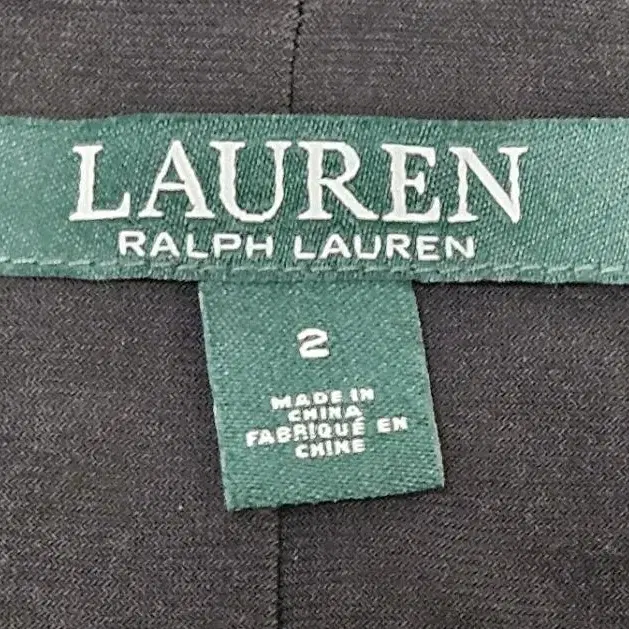 LAUREN
RALPH LAUREN
2
MADE IN
CHINA
FABRIQUÉ EN
CHINE